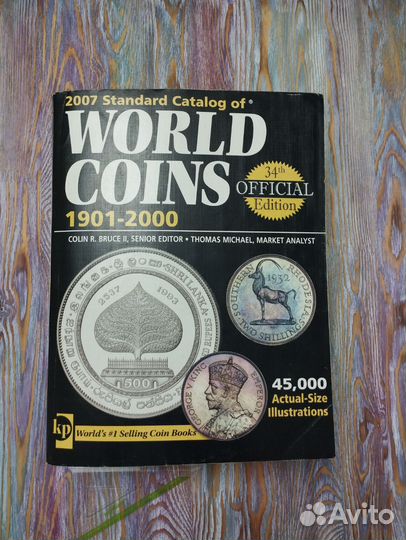 2007 Standard Catalog of®
WORLD
COINS
1901-2000
34th
OFFICIAL
Edition
COLIN R. BRUCE II, SENIOR EDITOR • THOMAS MICHAEL, MARKET ANALYST
SRI LANKA
2537
1993
500
SOUTHERN RHODESIA
1932
TWO SHILLINGS
GEORGE V KING EMPEROR
45,000
Actual-Size
Illustrations
kp
World's #1 Selling Coin Books
Avito